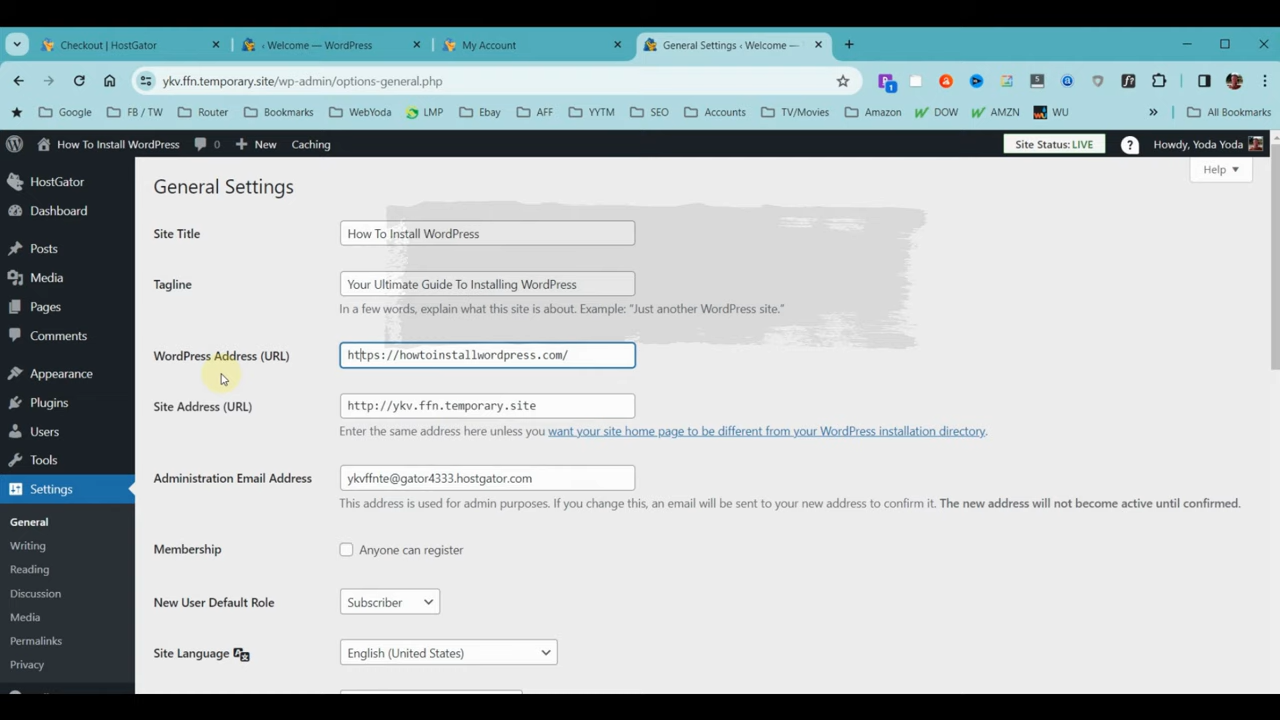 Checkout | HostGator
‹ Welcome — WordPress
My Account
General Settings ‹ Welcome —
ykv.ffn.temporary.site/wp-admin/options-general.php
Google FB / TW Router Bookmarks WebYoda LMP Ebay AFF YYTM SEO Accounts TV/Movies Amazon DOW AMZN WU » All Bookmarks
How To Install WordPress 0 New Caching Site Status: LIVE Howdy, Yoda Yoda
Help
HostGator
Dashboard
Posts
Media
Pages
Comments
Appearance
Plugins
Users
Tools
Settings
General
Writing
Reading
Discussion
Media
Permalinks
Privacy
General Settings
Site Title How To Install WordPress
Tagline Your Ultimate Guide To Installing WordPress
In a few words, explain what this site is about. Example: “Just another WordPress site.”
WordPress Address (URL) https://howtoinstallwordpress.com/
Site Address (URL) http://ykv.ffn.temporary.site
Enter the same address here unless you want your site home page to be different from your WordPress installation directory.
Administration Email Address ykvffnte@gator4333.hostgator.com
This address is used for admin purposes. If you change this, an email will be sent to your new address to confirm it. The new address will not become active until confirmed.
Membership Anyone can register
New User Default Role Subscriber
Site Language English (United States)